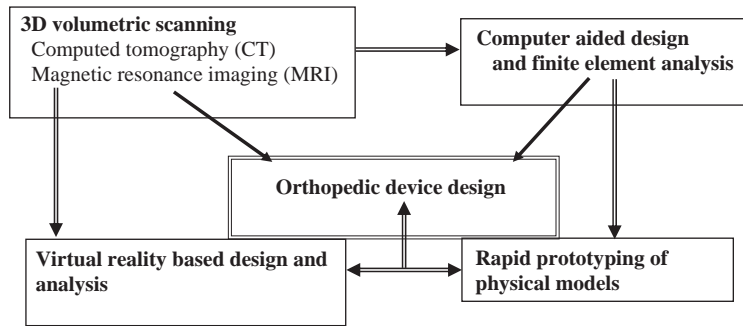 3D volumetric scanning
Computed tomography (CT)
Magnetic resonance imaging (MRI)
Computer aided design
and finite element analysis
Orthopedic device design
Virtual reality based design and
analysis
Rapid prototyping of
physical models